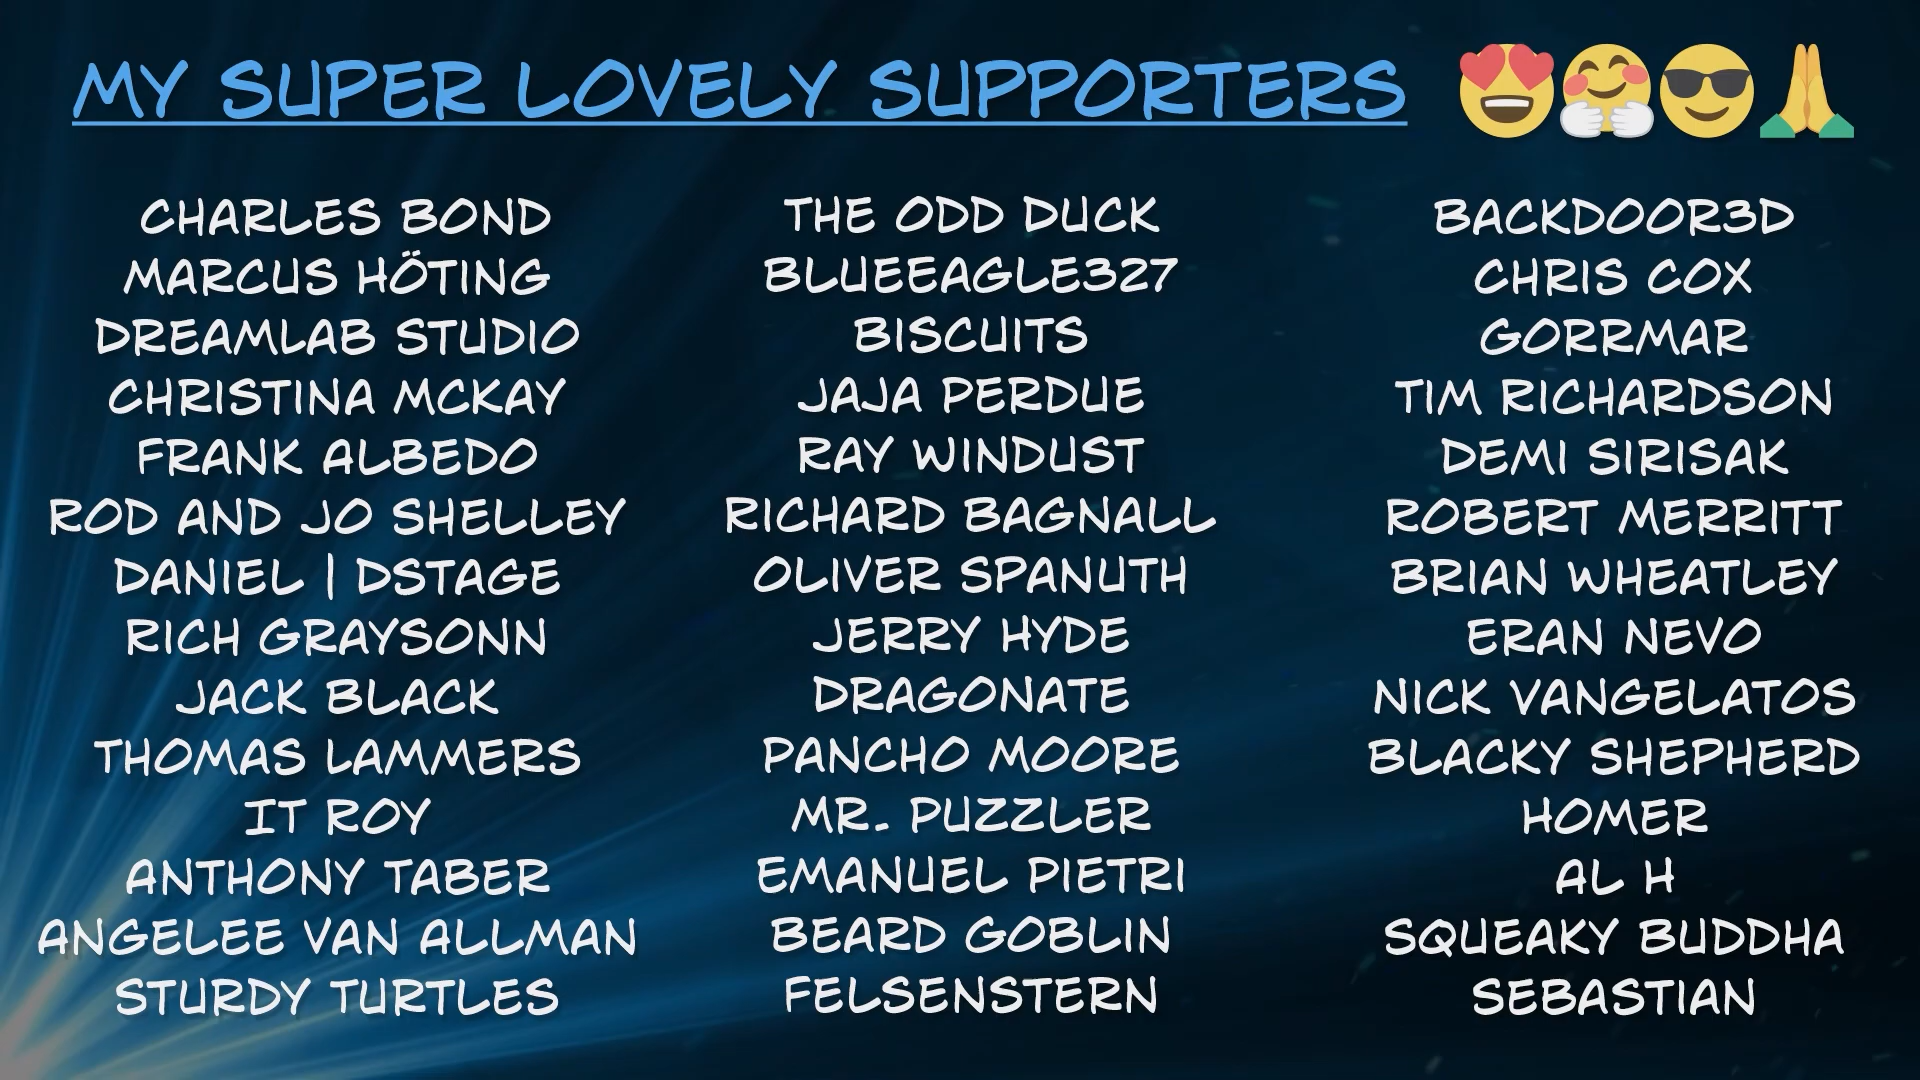 MY SUPER LOVELY SUPPORTERS 😍🤗😎🙏
CHARLES BOND
MARCUS HÖTING
DREAMLAB STUDIO
CHRISTINA MCKAY
FRANK ALBEDO
ROD AND JO SHELLEY
DANIEL | DSTAGE
RICH GRAYSONN
JACK BLACK
THOMAS LAMMERS
IT ROY
ANTHONY TABER
ANGELEE VAN ALLMAN
STURDY TURTLES
THE ODD DUCK
BLUEEAGLE327
BISCUITS
JAJA PERDUE
RAY WINDUST
RICHARD BAGNALL
OLIVER SPANUTH
JERRY HYDE
DRAGONATE
PANCHO MOORE
MR. PUZZLER
EMANUEL PIETRI
BEARD GOBLIN
FELSENSTERN
BACKDOOR3D
CHRIS COX
GORRMAR
TIM RICHARDSON
DEMI SIRISAK
ROBERT MERRITT
BRIAN WHEATLEY
ERAN NEVO
NICK VANGELATOS
BLACKY SHEPHERD
HOMER
AL H
SQUEAKY BUDDHA
SEBASTIAN